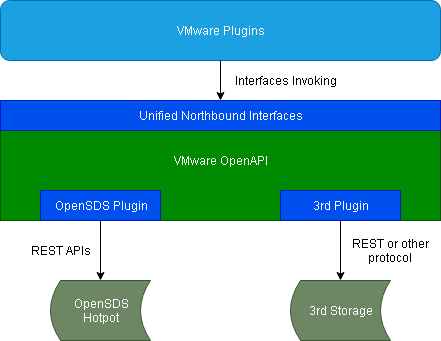 VMware Plugins
Interfaces Invoking
Unified Northbound Interfaces
VMware OpenAPI
OpenSDS Plugin
3rd Plugin
REST APIs
REST or other
protocol
OpenSDS
Hotpot
3rd Storage